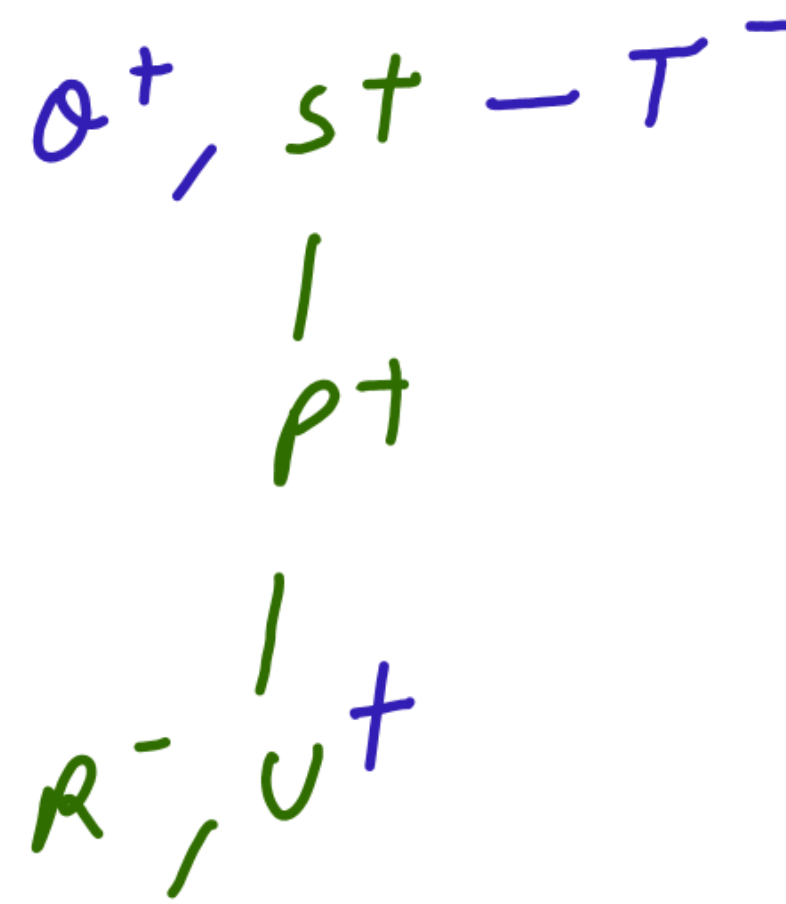 Q⁺, S⁺ — T⁻
|
P⁺
|
R⁻, U⁺